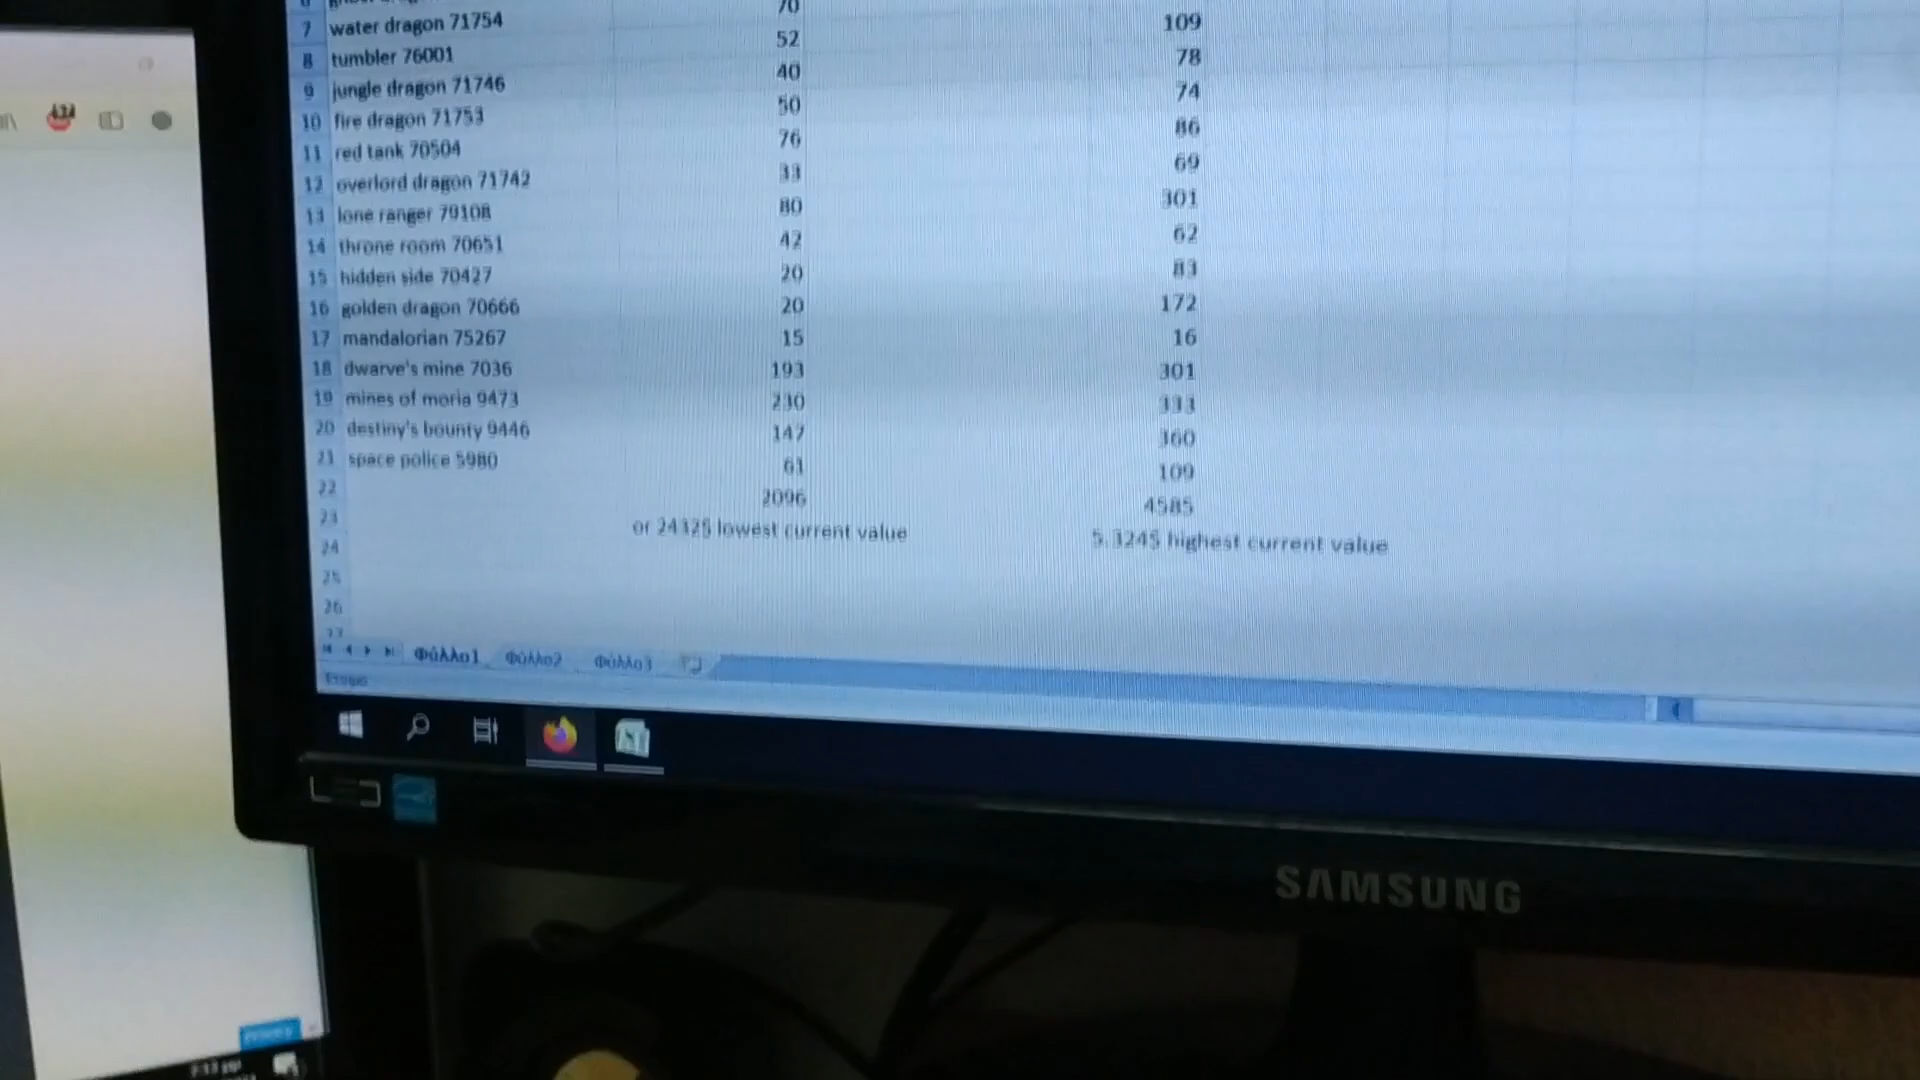 70
7 water dragon 71754 52 109
8 tumbler 76001 40 78
9 jungle dragon 71746 50 74
10 fire dragon 71753 76 86
11 red tank 70504 33 69
12 overlord dragon 71742 80 301
13 lone ranger 79108 42 62
14 throne room 70651 20 83
15 hidden side 70427 20 172
16 golden dragon 70666 15 16
17 mandalorian 75267 193 301
18 dwarve's mine 7036 230 333
19 mines of moria 9473 147 360
20 destiny's bounty 9446 61 109
21 space police 5980 2096 4585
22 or 2432$ lowest current value 5.324$ highest current value
23
24
25
26
27
Φύλλο1 Φύλλο2 Φύλλο3
Έτοιμο
LED
SAMSUNG